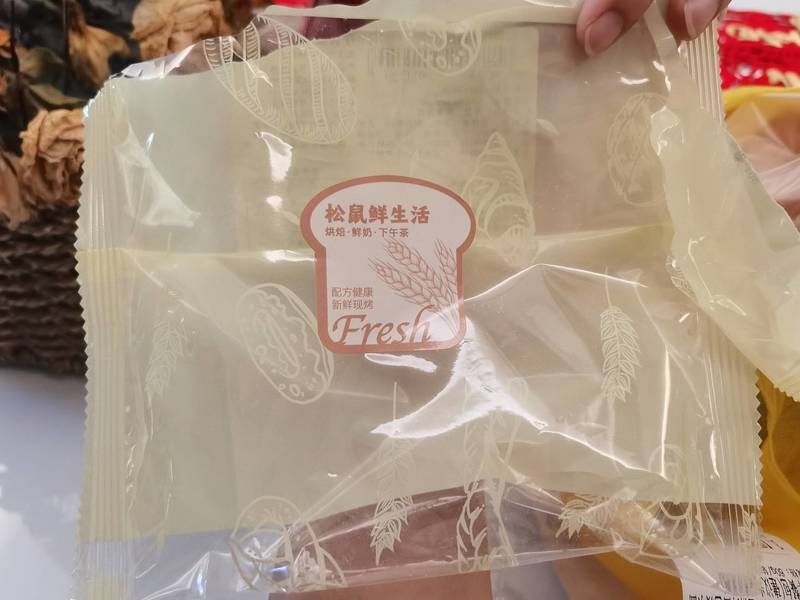 松鼠鲜生活
烘焙·鲜奶·下午茶
配方健康
新鲜现烤
Fresh